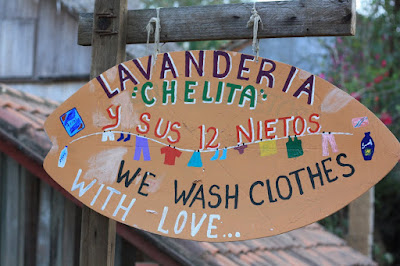 LAVANDERIA
"CHELITA"
Y SUS 12 NIETOS
WE WASH CLOTHES
WITH - LOVE...